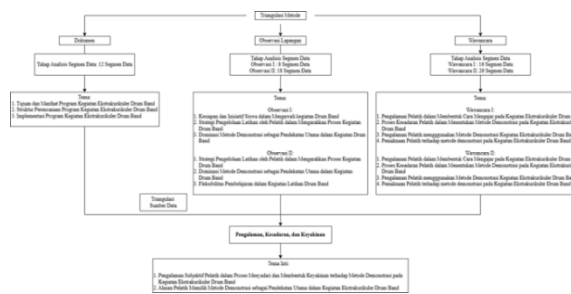 Triangulasi Metode
Dokumen
Observasi Lapangan
Wawancara
Tahap Analisis Segmen Data: 12 Segmen Data
Tahap Analisis Segmen Data
Observasi I : 8 Segmen Data
Observasi II: 18 Segmen Data
Tahap Analisis Segmen Data
Wawancara I : 16 Segmen Data
Wawancara II: 26 Segmen Data
Tema:
1. Tujuan dan Manfaat Program Kegiatan Ekstrakurikuler Drum Band
2. Struktur Perencanaan Program Kegiatan Ekstrakurikuler Drum Band
3. Implementasi Program Kegiatan Ekstrakurikuler Drum Band
Tema:
Observasi I:
1. Kesiapan dan Inisiatif Siswa dalam Mengawali kegiatan Drum Band
2. Strategi Pengelolaan Latihan oleh Pelatih dalam Mengarahkan Proses Kegiatan
Drum Band
3. Dominasi Metode Demonstrasi sebagai Pendekatan Utama dalam Kegiatan Drum
Band
Observasi II:
1. Strategi Pengelolaan Latihan oleh Pelatih dalam Mengarahkan Proses Kegiatan
Drum Band
2. Dominasi Metode Demonstrasi sebagai Pendekatan Utama dalam Kegiatan
Drum Band
3. Fleksibilitas Pembelajaran dalam Kegiatan Latihan Drum Band
Tema:
Wawancara I:
1. Pengalaman Pelatih dalam Membentuk Cara Mengajar pada Kegiatan Ekstrakurikuler Drum
2. Proses Kesadaran Pelatih dalam Menentukan Metode Demonstrasi pada Kegiatan Ekstrakurikuler
Drum Band
3. Pengalaman Pelatih menggunakan Metode Demonstrasi Kegiatan Ekstrakurikuler Drum Band
4. Pemaknaan Pelatih terhadap metode demonstrasi pada Kegiatan Ekstrakurikuler Drum Band
Wawancara II:
1. Pengalaman Pelatih dalam Membentuk Cara Mengajar pada Kegiatan Ekstrakurikuler Drum
2. Proses Kesadaran Pelatih dalam Menentukan Metode Demonstrasi pada Kegiatan Ekstrakurikuler
Drum Band
3. Pengalaman Pelatih menggunakan Metode Demonstrasi Kegiatan Ekstrakurikuler Drum Band
4. Pemaknaan Pelatih terhadap metode demonstrasi pada Kegiatan Ekstrakurikuler Drum Band
Triangulasi
Sumber Data
Pengalaman, Kesadaran, dan Keyakinan
Tema Inti:
1. Pengalaman Subjektif Pelatih dalam Proses Menyadari dan Membentuk Keyakinan terhadap Metode Demonstrasi pada
Kegiatan Ekstrakurikuler Drum Band
2. Alasan Pelatih Memilih Metode Demonstrasi sebagai Pendekatan Utama dalam Kegiatan Ekstrakurikuler Drum Band